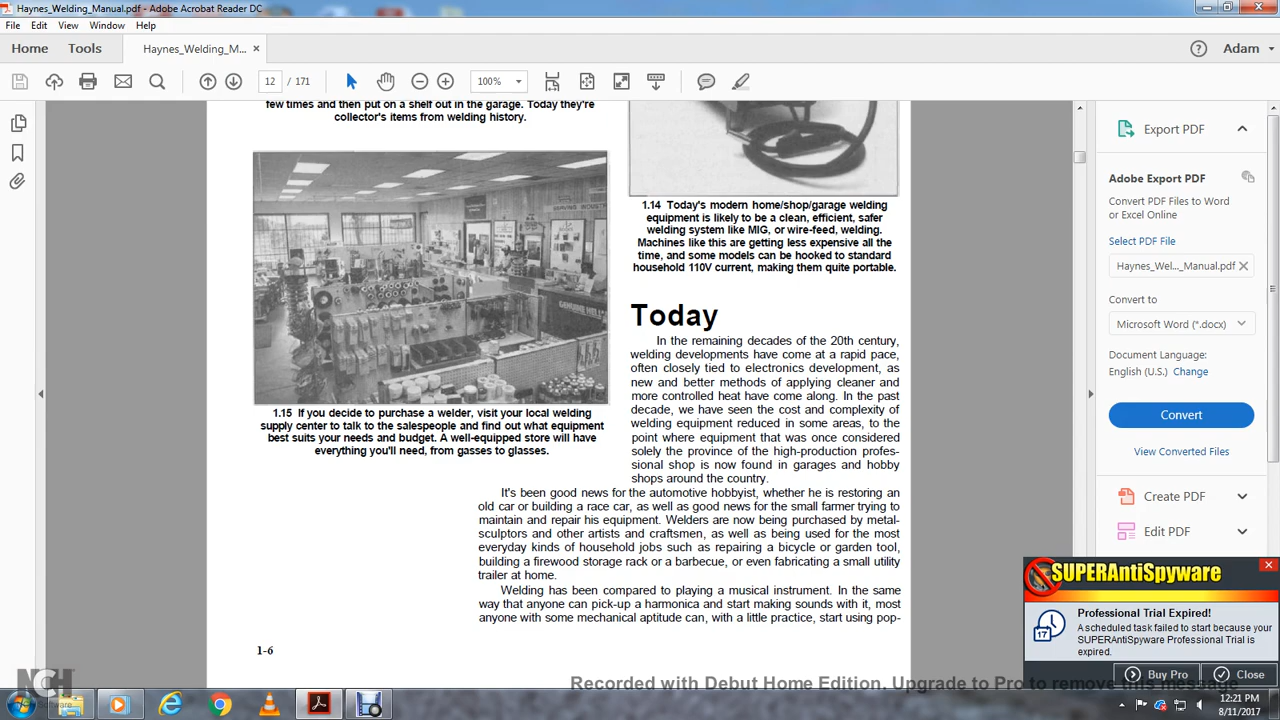 Haynes_Welding_Manual.pdf - Adobe Acrobat Reader DC
File Edit View Window Help
Home Tools Haynes_Welding_M... × Adam
12 / 171 100%
few times and then put on a shelf out in the garage. Today they're
collector's items from welding history.
1.14 Today's modern home/shop/garage welding
equipment is likely to be a clean, efficient, safer
welding system like MIG, or wire-feed, welding.
Machines like this are getting less expensive all the
time, and some models can be hooked to standard
household 110V current, making them quite portable.
1.15 If you decide to purchase a welder, visit your local welding
supply center to talk to the salespeople and find out what equipment
best suits your needs and budget. A well-equipped store will have
everything you'll need, from gasses to glasses.
Today
In the remaining decades of the 20th century,
welding developments have come at a rapid pace,
often closely tied to electronics development, as
new and better methods of applying cleaner and
more controlled heat have come along. In the past
decade, we have seen the cost and complexity of
welding equipment reduced in some areas, to the
point where equipment that was once considered
solely the province of the high-production profes-
sional shop is now found in garages and hobby
shops around the country.
It's been good news for the automotive hobbyist, whether he is restoring an
old car or building a race car, as well as good news for the small farmer trying to
maintain and repair his equipment. Welders are now being purchased by metal-
sculptors and other artists and craftsmen, as well as being used for the most
everyday kinds of household jobs such as repairing a bicycle or garden tool,
building a firewood storage rack or a barbecue, or even fabricating a small utility
trailer at home.
Welding has been compared to playing a musical instrument. In the same
way that anyone can pick-up a harmonica and start making sounds with it, most
anyone with some mechanical aptitude can, with a little practice, start using pop-
1-6
Export PDF
Adobe Export PDF
Convert PDF Files to Word
or Excel Online
Select PDF File
Haynes_Wel..._Manual.pdf
Convert to
Microsoft Word (*.docx)
Document Language:
English (U.S.) Change
Convert
View Converted Files
Create PDF
Edit PDF
SUPERAntiSpyware
Professional Trial Expired!
A scheduled task failed to start because your
SUPERAntiSpyware Professional Trial is
expired.
17
Buy Pro Close
NCH
Software
Recorded with Debut Home Edition. Upgrade to Pro to remove this message
12:21 PM
8/11/2017